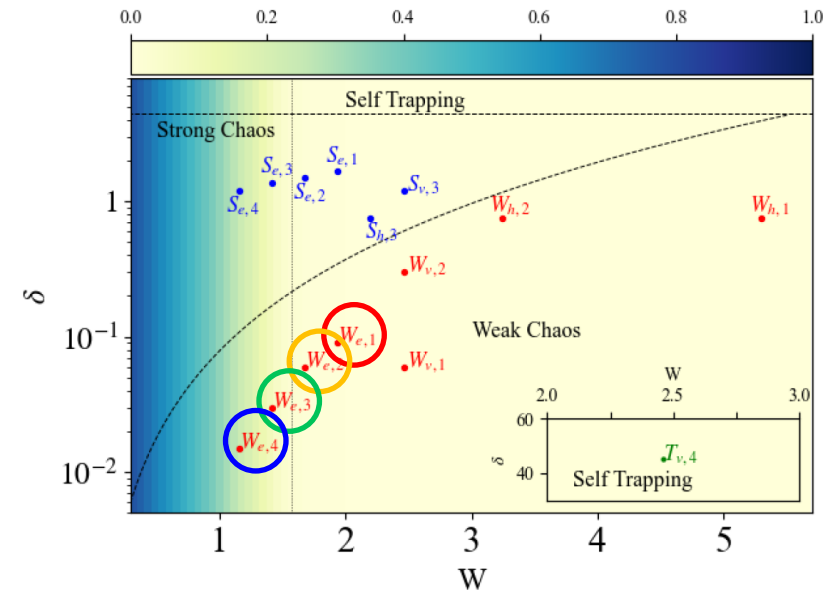 0.0 0.2 0.4 0.6 0.8 1.0
Self Trapping
Strong Chaos
S_{e,1}
S_{e,3}
S_{e,2}
S_{v,3}
S_{e,4}
1
W_{h,2}
W_{h,1}
S_{h,3}
W_{v,2}
δ
10^{-1}
W_{e,1}
Weak Chaos
W_{e,2}
W_{v,1}
W
2.0 2.5 3.0
W_{e,3}
60
W_{e,4}
T_{v,4}
δ
10^{-2}
40
Self Trapping
1 2 3 4 5
W